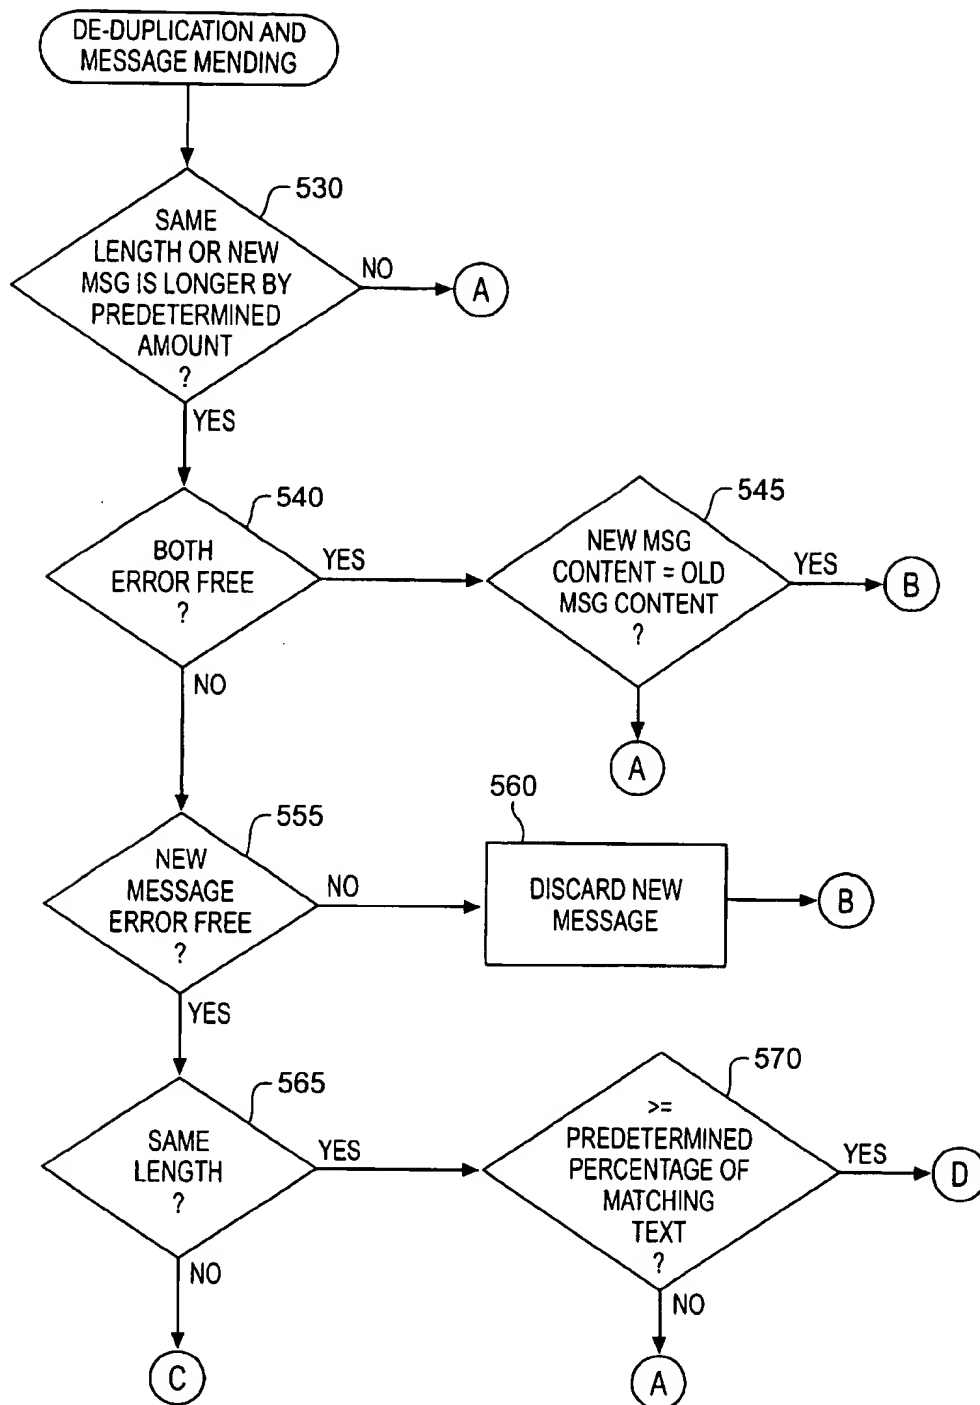 DE-DUPLICATION AND
MESSAGE MENDING
530
SAME
LENGTH OR NEW
MSG IS LONGER BY
PREDETERMINED
AMOUNT
?
NO
A
YES
540
BOTH
ERROR FREE
?
YES
545
NEW MSG
CONTENT = OLD
MSG CONTENT
?
YES
B
NO
A
555
NEW
MESSAGE
ERROR FREE
?
NO
560
DISCARD NEW
MESSAGE
B
YES
565
SAME
LENGTH
?
YES
570
>=
PREDETERMINED
PERCENTAGE OF
MATCHING
TEXT
?
YES
D
NO
C
NO
A